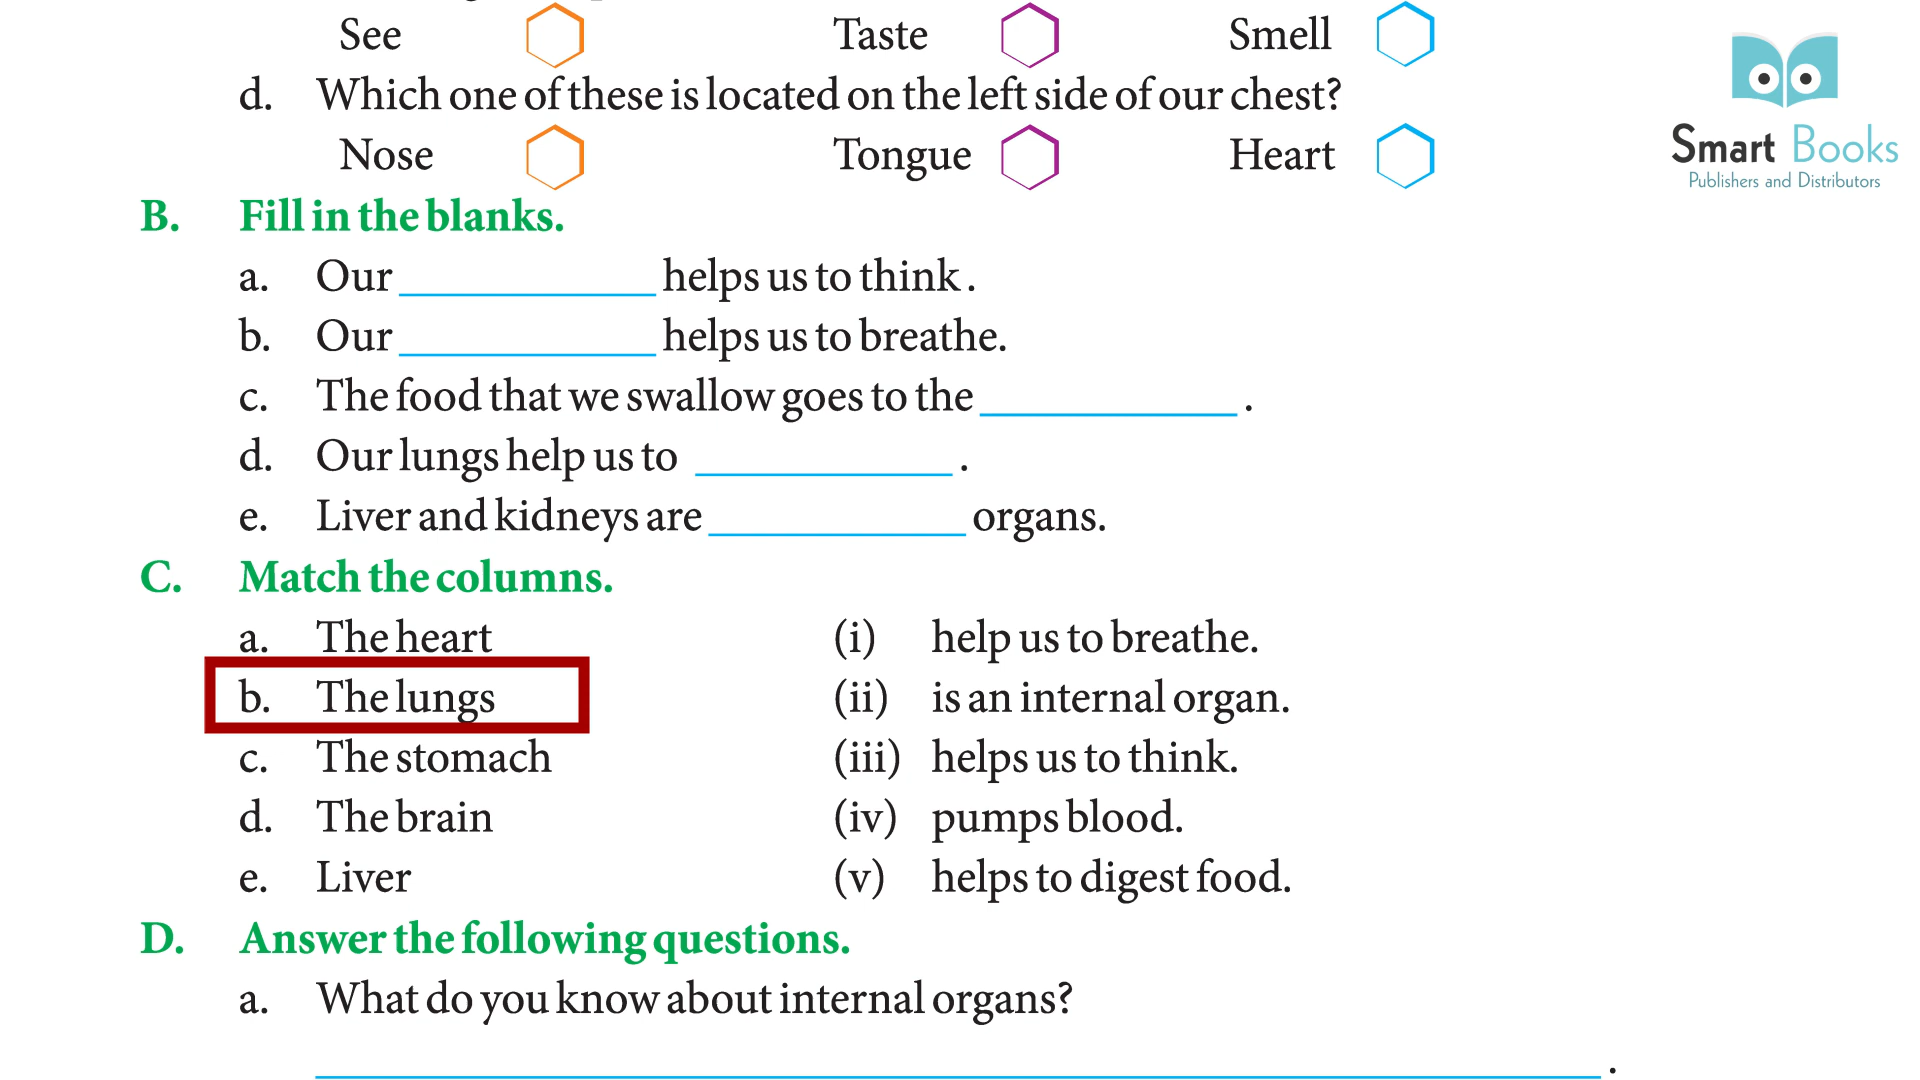 See Taste Smell
d. Which one of these is located on the left side of our chest?
Nose Tongue Heart
B. Fill in the blanks.
a. Our ____________ helps us to think .
b. Our ____________ helps us to breathe.
c. The food that we swallow goes to the ____________ .
d. Our lungs help us to ____________ .
e. Liver and kidneys are ____________ organs.
C. Match the columns.
a. The heart (i) help us to breathe.
b. The lungs (ii) is an internal organ.
c. The stomach (iii) helps us to think.
d. The brain (iv) pumps blood.
e. Liver (v) helps to digest food.
D. Answer the following questions.
a. What do you know about internal organs?
____________ .
Smart Books
Publishers and Distributors